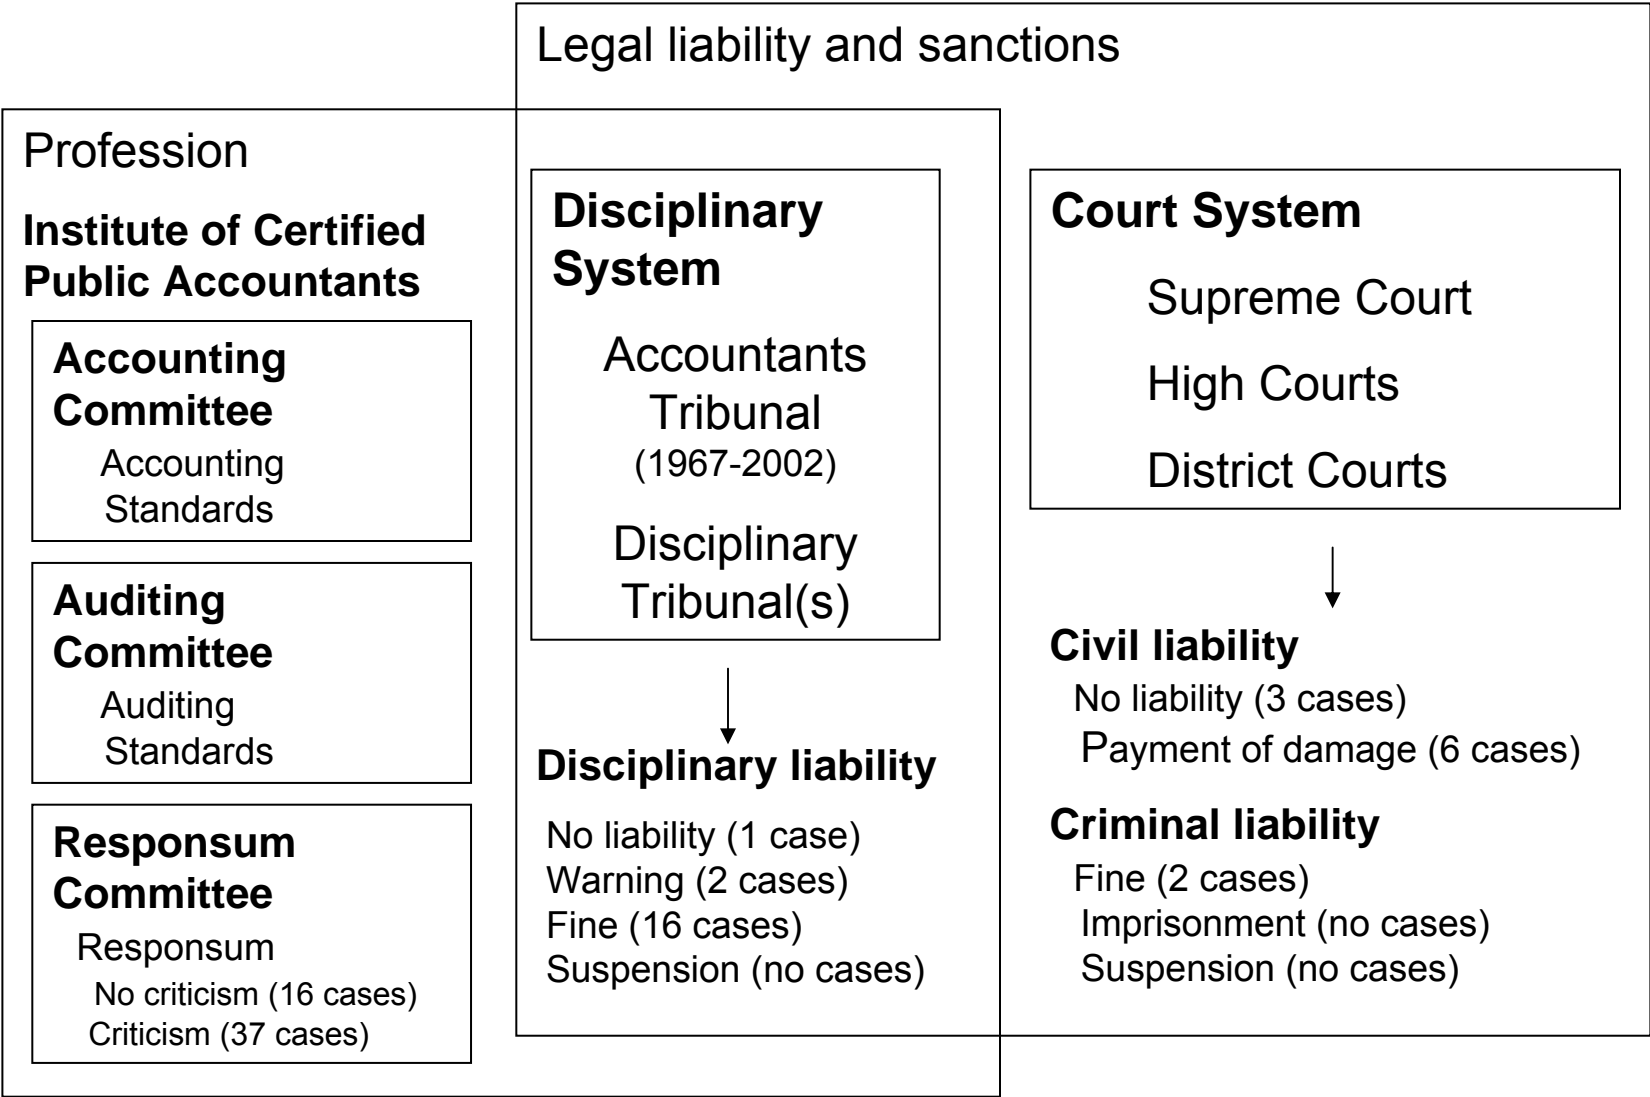 Legal liability and sanctions
Profession
Institute of Certified
Public Accountants
Accounting
Committee
Accounting
Standards
Auditing
Committee
Auditing
Standards
Responsum
Committee
Responsum
No criticism (16 cases)
Criticism (37 cases)
Disciplinary
System
Accountants
Tribunal
(1967-2002)
Disciplinary
Tribunal(s)
Disciplinary liability
No liability (1 case)
Warning (2 cases)
Fine (16 cases)
Suspension (no cases)
Court System
Supreme Court
High Courts
District Courts
Civil liability
No liability (3 cases)
Payment of damage (6 cases)
Criminal liability
Fine (2 cases)
Imprisonment (no cases)
Suspension (no cases)